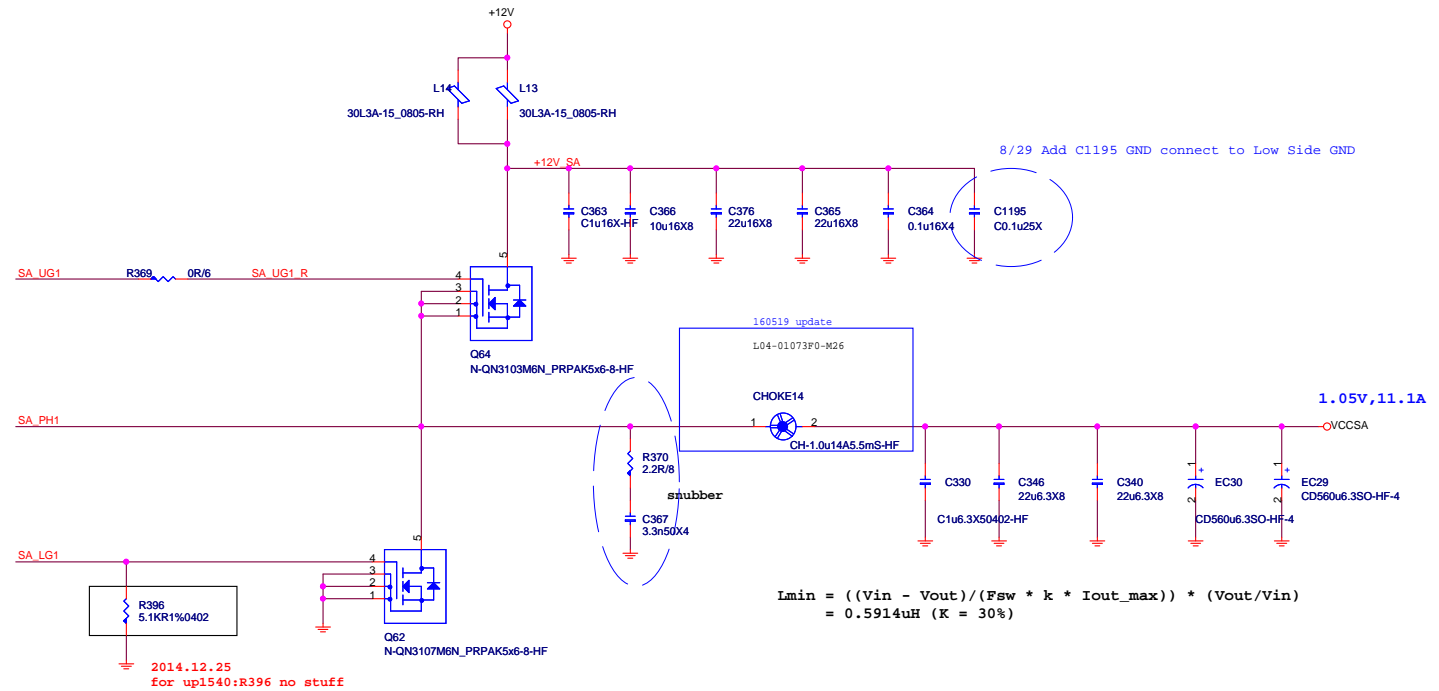 +12V
L14
L13
30L3A-15_0805-RH
30L3A-15_0805-RH
8/29 Add C1195 GND connect to Low Side GND
+12V_SA
C363
C1u16X-HF
C366
10u16X8
C376
22u16X8
C365
22u16X8
C364
0.1u16X4
C1195
C0.1u25X
SA_UG1
R369
0R/6
SA_UG1_R
5
4
3
2
1
Q64
N-QN3103M6N_PRPAK5x6-8-HF
160519 update
L04-01073F0-M26
CHOKE14
1
2
CH-1.0u14A5.5mS-HF
1.05V,11.1A
VCCSA
SA_PH1
R370
2.2R/8
snubber
C367
3.3n50X4
C330
C1u6.3X50402-HF
C346
22u6.3X8
C340
22u6.3X8
1
+
2
EC30
CD560u6.3SO-HF-4
1
+
2
EC29
CD560u6.3SO-HF-4
SA_LG1
5
4
3
2
1
R396
5.1KR1%0402
Q62
N-QN3107M6N_PRPAK5x6-8-HF
2014.12.25
for up1540:R396 no stuff
Lmin = ((Vin - Vout)/(Fsw * k * Iout_max)) * (Vout/Vin)
= 0.5914uH (K = 30%)